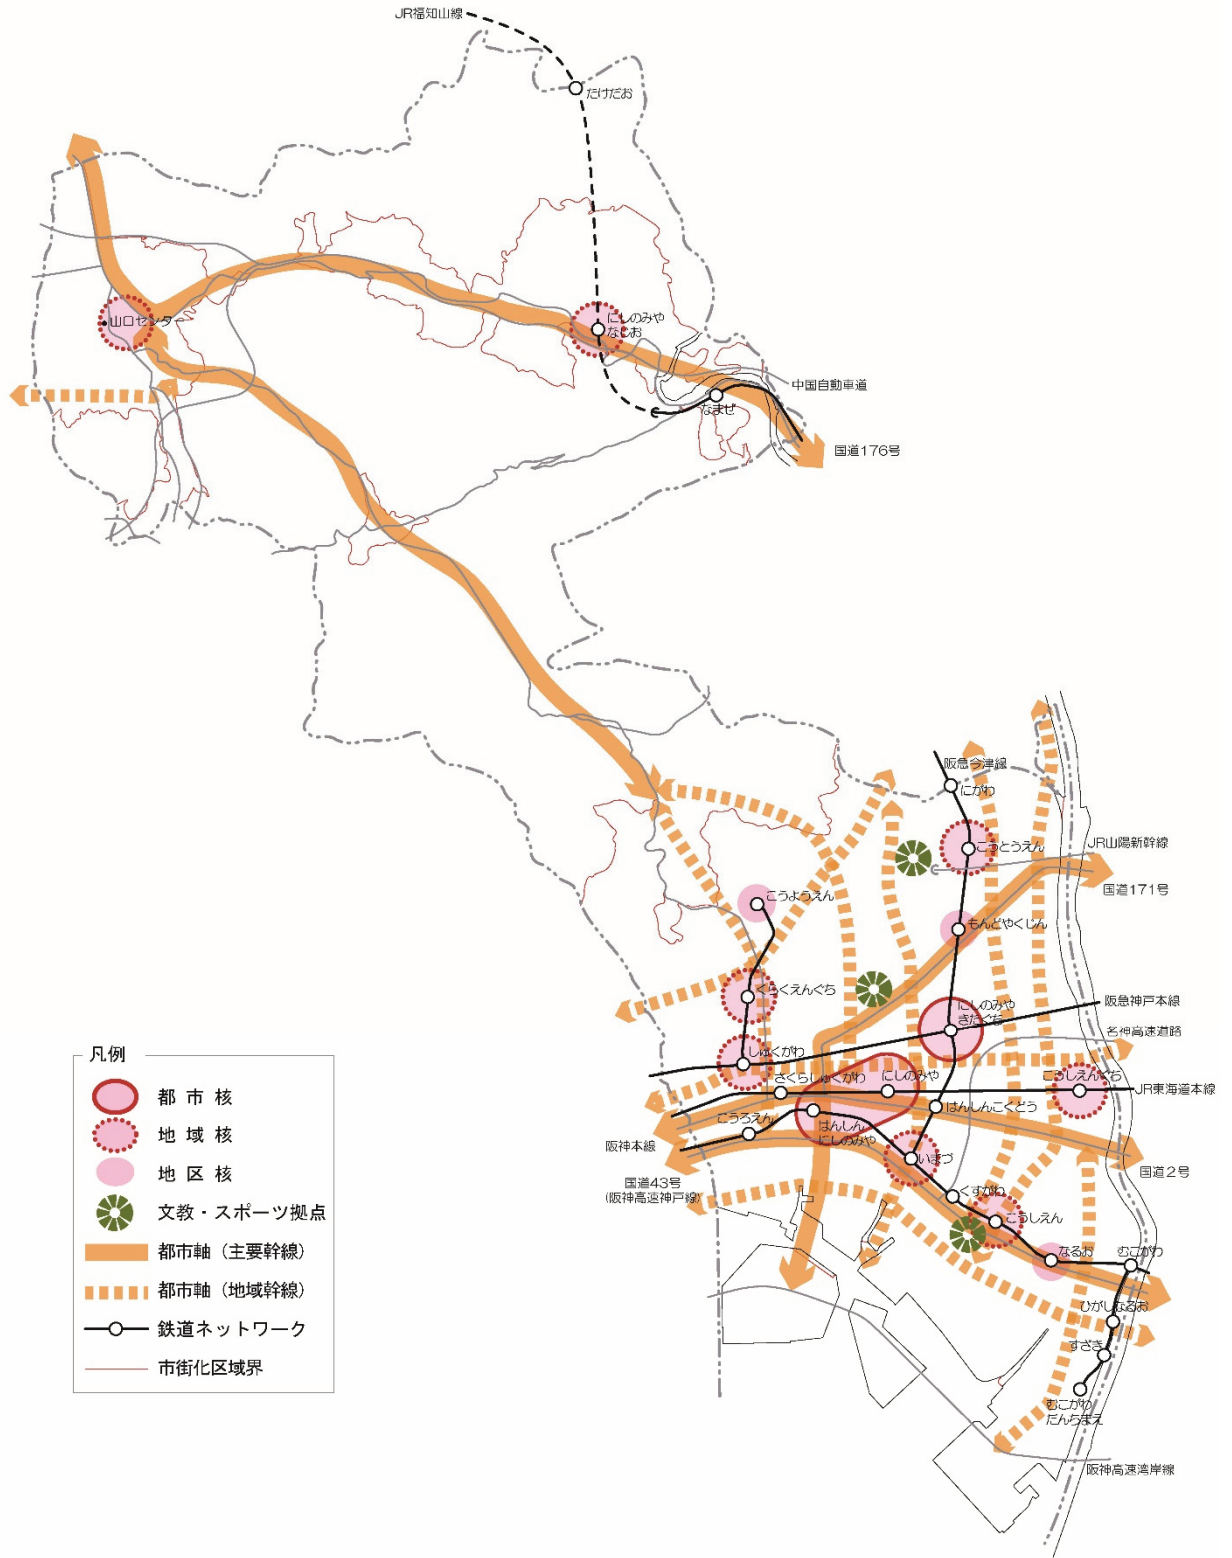 JR福知山線
たけだお
山口センター
にしのみや
なじお
中国自動車道
なまぜ
国道176号
阪急今津線
にがわ
こうとうえん
JR山陽新幹線
国道171号
こうようえん
もんどやくじん
くらくえんぐち
にしのみや
きたぐち
阪急神戸本線
名神高速道路
しゅくがわ
さくらしゅくがわ
にしのみや
こうしえんぐち
JR東海道本線
こうろえん
はんしん
にしのみや
はんしんこくどう
阪神本線
いまづ
国道2号
国道43号
(阪神高速神戸線)
くすがわ
こうしえん
なるお
むこがわ
ひがしなるお
すざき
むこがわ
だんちまえ
阪神高速湾岸線
凡例
都市核
地域核
地区核
文教・スポーツ拠点
都市軸（主要幹線）
都市軸（地域幹線）
鉄道ネットワーク
市街化区域界